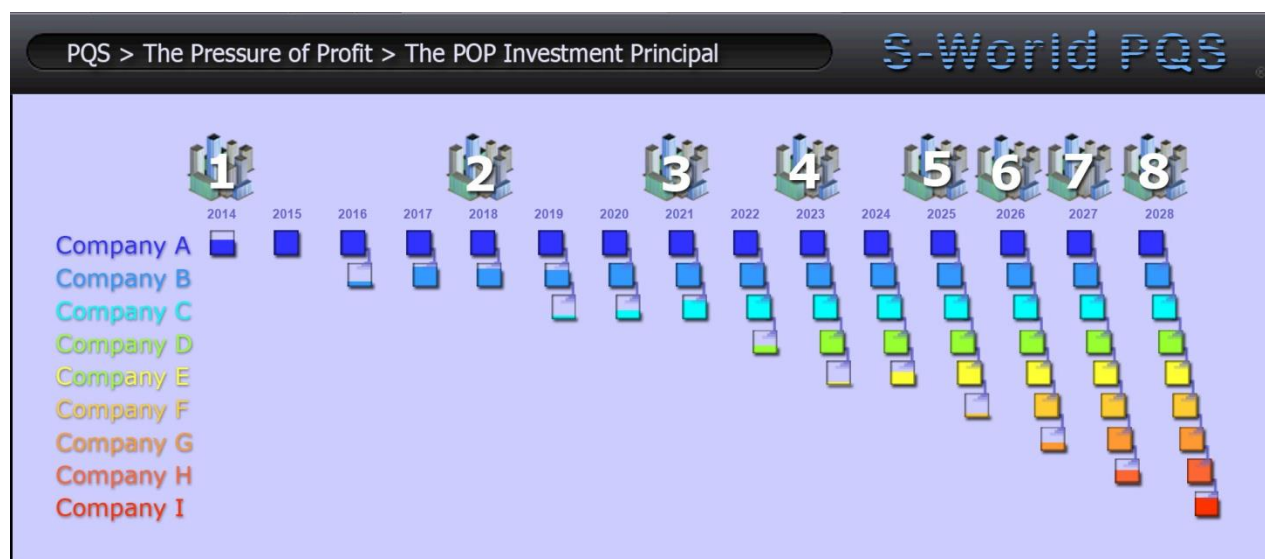 PQS > The Pressure of Profit > The POP Investment Principal
S-World PQS ®
1 2 3 4 5 6 7 8
2014 2015 2016 2017 2018 2019 2020 2021 2022 2023 2024 2025 2026 2027 2028
Company A
Company B
Company C
Company D
Company E
Company F
Company G
Company H
Company I